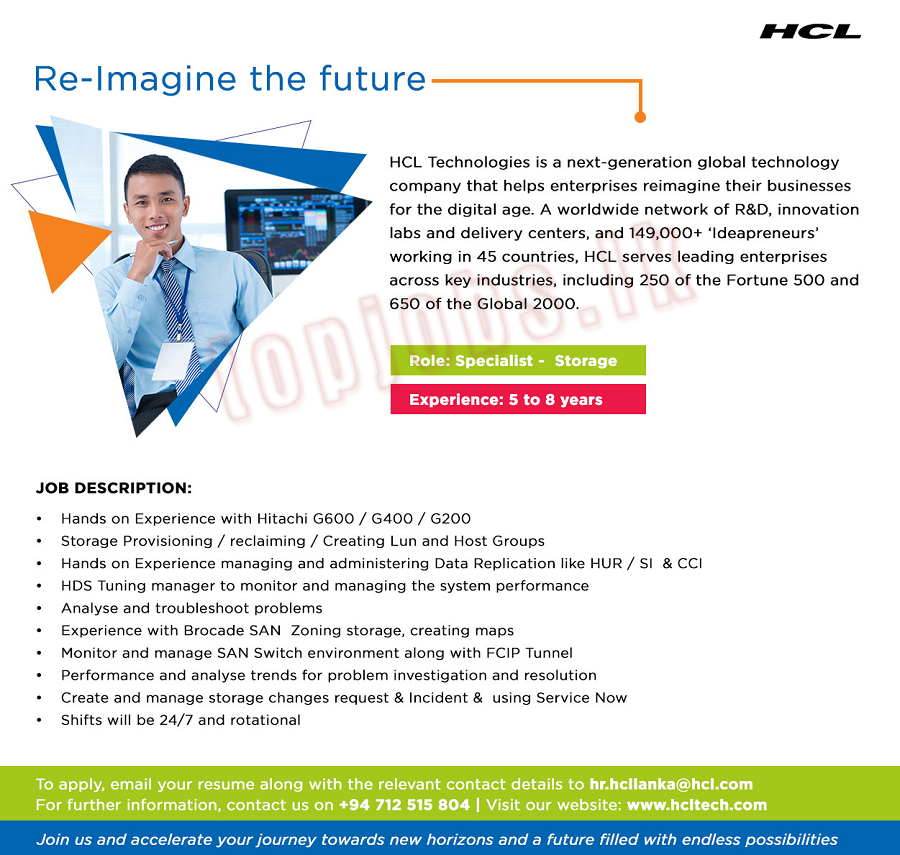 HCL
Re-Imagine the future
HCL Technologies is a next-generation global technology
company that helps enterprises reimagine their businesses
for the digital age. A worldwide network of R&D, innovation
labs and delivery centers, and 149,000+ ‘Ideapreneurs’
working in 45 countries, HCL serves leading enterprises
across key industries, including 250 of the Fortune 500 and
650 of the Global 2000.
topjobs.lk
Role: Specialist - Storage
Experience: 5 to 8 years
JOB DESCRIPTION:
• Hands on Experience with Hitachi G600 / G400 / G200
• Storage Provisioning / reclaiming / Creating Lun and Host Groups
• Hands on Experience managing and administering Data Replication like HUR / SI & CCI
• HDS Tuning manager to monitor and managing the system performance
• Analyse and troubleshoot problems
• Experience with Brocade SAN Zoning storage, creating maps
• Monitor and manage SAN Switch environment along with FCIP Tunnel
• Performance and analyse trends for problem investigation and resolution
• Create and manage storage changes request & Incident & using Service Now
• Shifts will be 24/7 and rotational
To apply, email your resume along with the relevant contact details to hr.hcllanka@hcl.com
For further information, contact us on +94 712 515 804 | Visit our website: www.hcltech.com
Join us and accelerate your journey towards new horizons and a future filled with endless possibilities